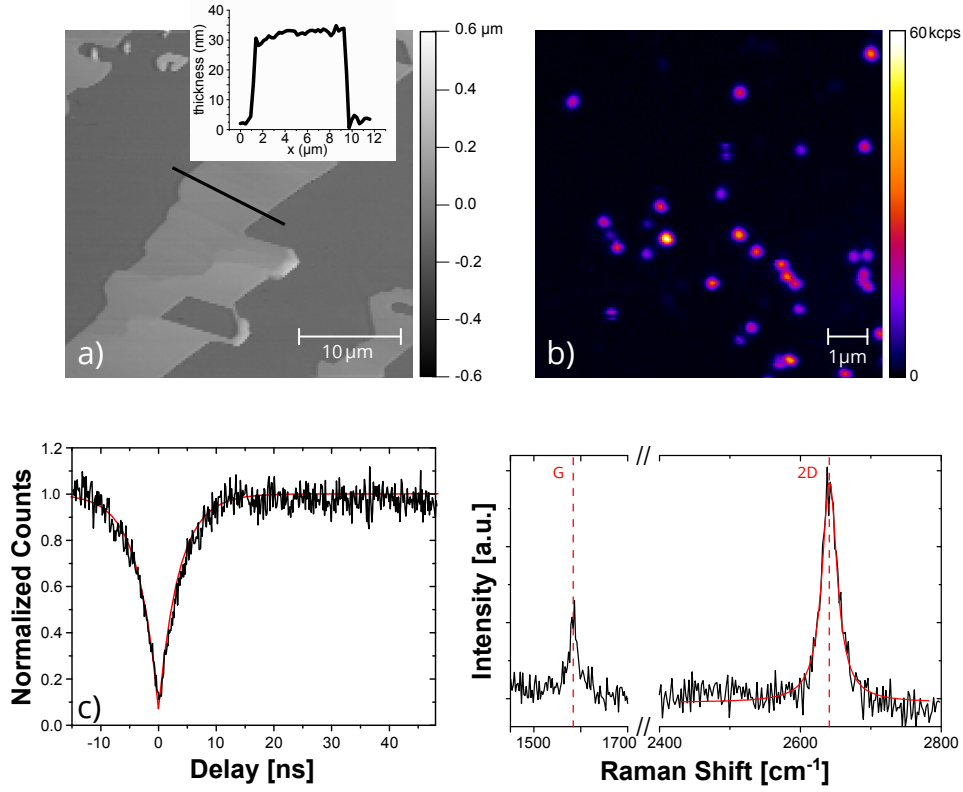 thickness (nm)
40
30
20
10
0
0 2 4 6 8 10 12
x (µm)
0.6 µm
0.4
0.2
0.0
-0.2
-0.4
-0.6
a)
10 µm
60 kcps
0
b)
1µm
Normalized Counts
1.2
1.0
0.8
0.6
0.4
0.2
0.0
c)
-10 0 10 20 30 40
Delay [ns]
Intensity [a.u.]
G
//
2D
1500 1600 1700 // 2400 2600 2800
Raman Shift [cm⁻¹]